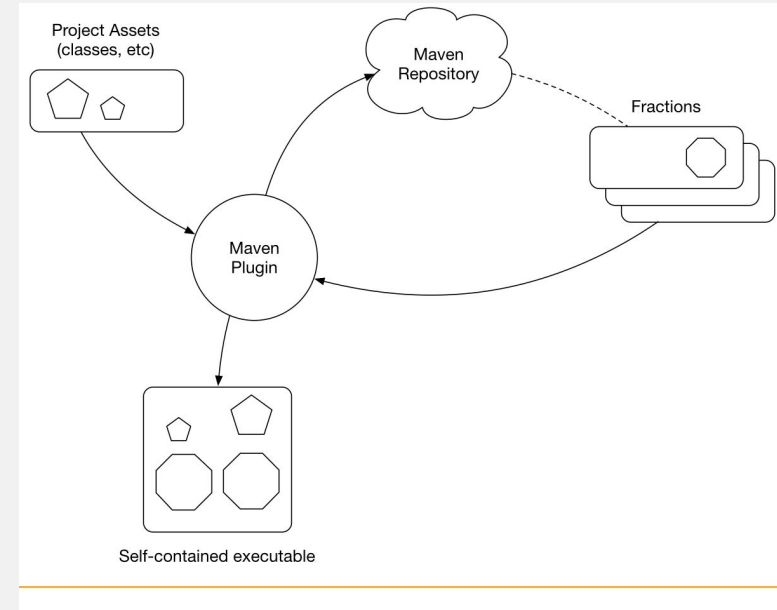 Project Assets
(classes, etc)
Maven
Repository
Fractions
Maven
Plugin
Self-contained executable